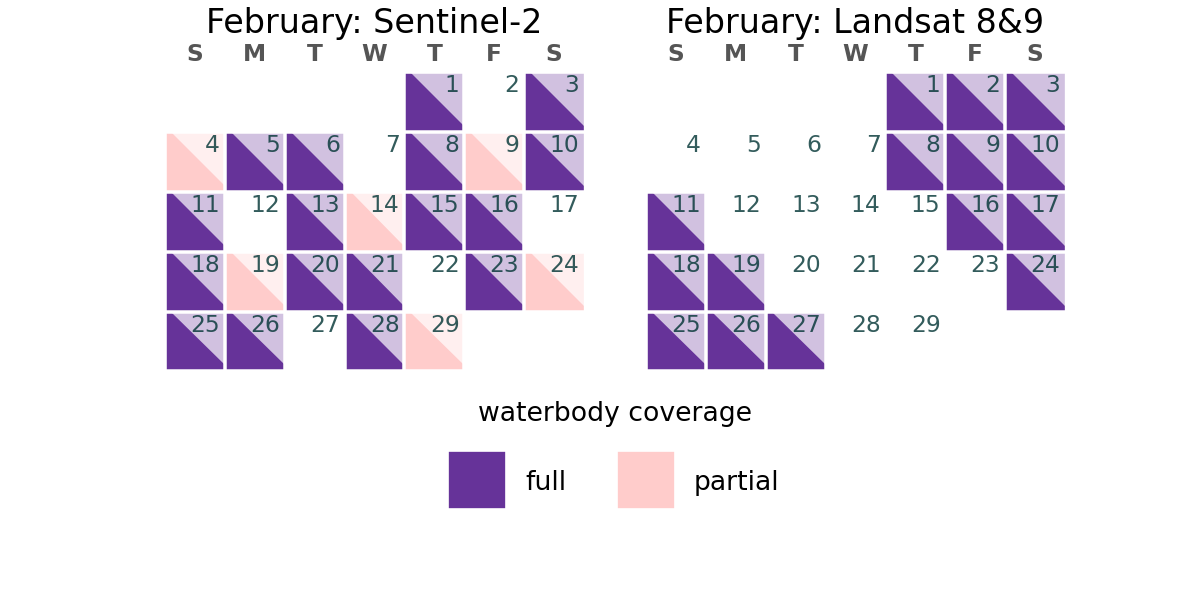 February: Sentinel-2
S M T W T F S
1 2 3
4 5 6 7 8 9 10
11 12 13 14 15 16 17
18 19 20 21 22 23 24
25 26 27 28 29
February: Landsat 8&9
S M T W T F S
1 2 3
4 5 6 7 8 9 10
11 12 13 14 15 16 17
18 19 20 21 22 23 24
25 26 27 28 29
waterbody coverage
full partial